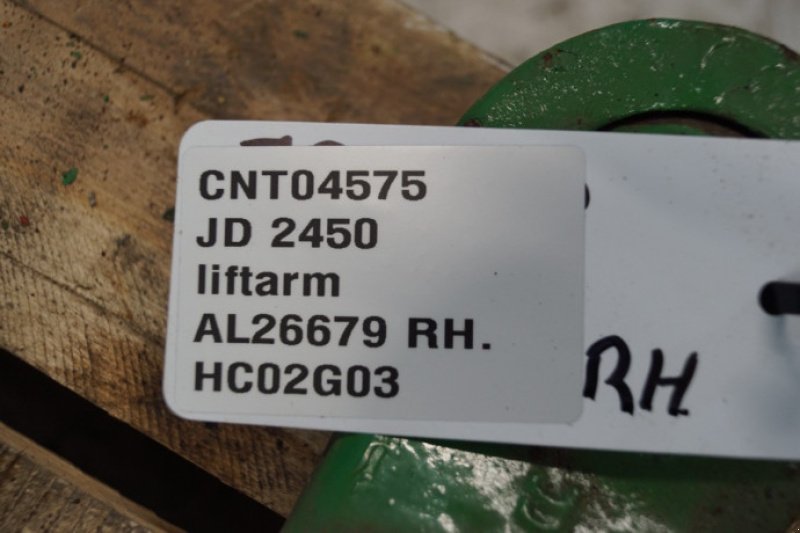 CNT04575
JD 2450
liftarm
AL26679 RH.
HC02G03
RH